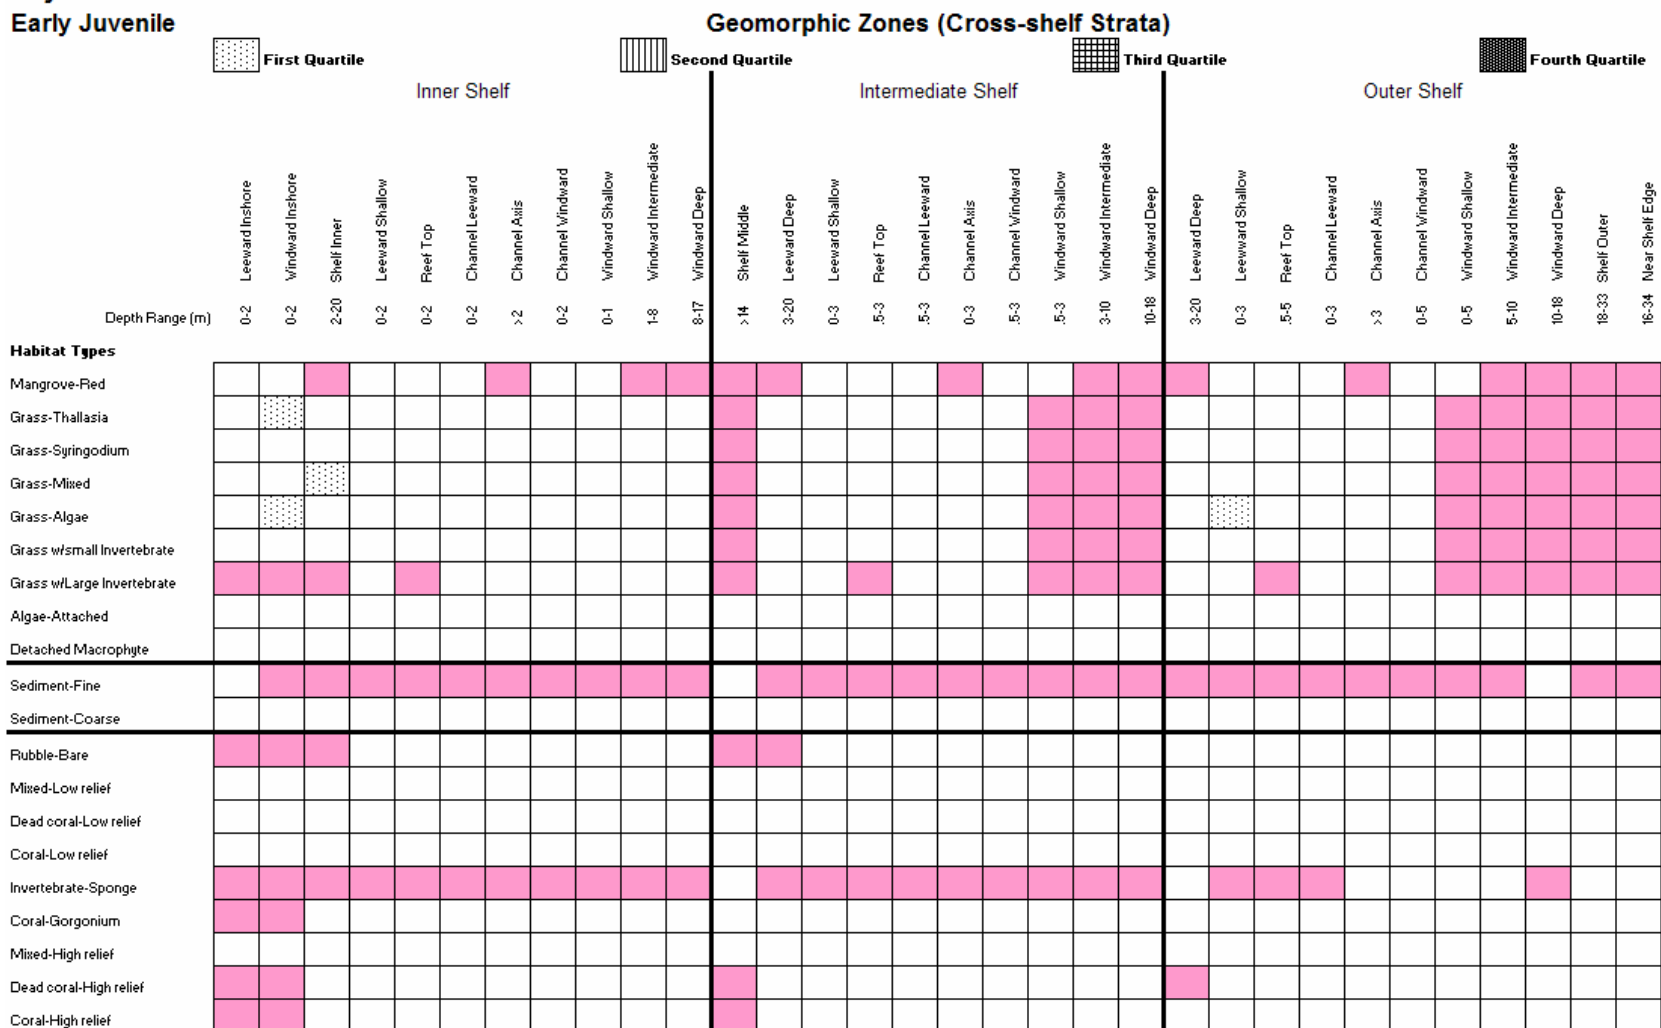 Early Juvenile
Geomorphic Zones (Cross-shelf Strata)
First Quartile
Second Quartile
Third Quartile
Fourth Quartile
Inner Shelf
Intermediate Shelf
Outer Shelf
Leeward Inshore
Windward Inshore
Shelf Inner
Leeward Shallow
Reef Top
Channel Leeward
Channel Axis
Channel Windward
Windward Shallow
Windward Intermediate
Windward Deep
Shelf Middle
Leeward Deep
Leeward Shallow
Reef Top
Channel Leeward
Channel Axis
Channel Windward
Windward Shallow
Windward Intermediate
Windward Deep
Leeward Deep
Leeward Shallow
Reef Top
Channel Leeward
Channel Axis
Channel Windward
Windward Shallow
Windward Intermediate
Windward Deep
Shelf Outer
Near Shelf Edge
Depth Range (m) 0-2 0-2 2-20 0-2 0-2 0-2 >2 0-2 0-1 1-8 8-17 >14 3-20 0-3 .5-3 .5-3 0-3 .5-3 .5-3 3-10 10-18 3-20 0-3 .5-5 0-3 >3 0-5 0-5 5-10 10-18 18-33 16-34
Habitat Types
Mangrove-Red
Grass-Thallasia
Grass-Syringodium
Grass-Mixed
Grass-Algae
Grass w/small Invertebrate
Grass w/Large Invertebrate
Algae-Attached
Detached Macrophyte
Sediment-Fine
Sediment-Coarse
Rubble-Bare
Mixed-Low relief
Dead coral-Low relief
Coral-Low relief
Invertebrate-Sponge
Coral-Gorgonium
Mixed-High relief
Dead coral-High relief
Coral-High relief